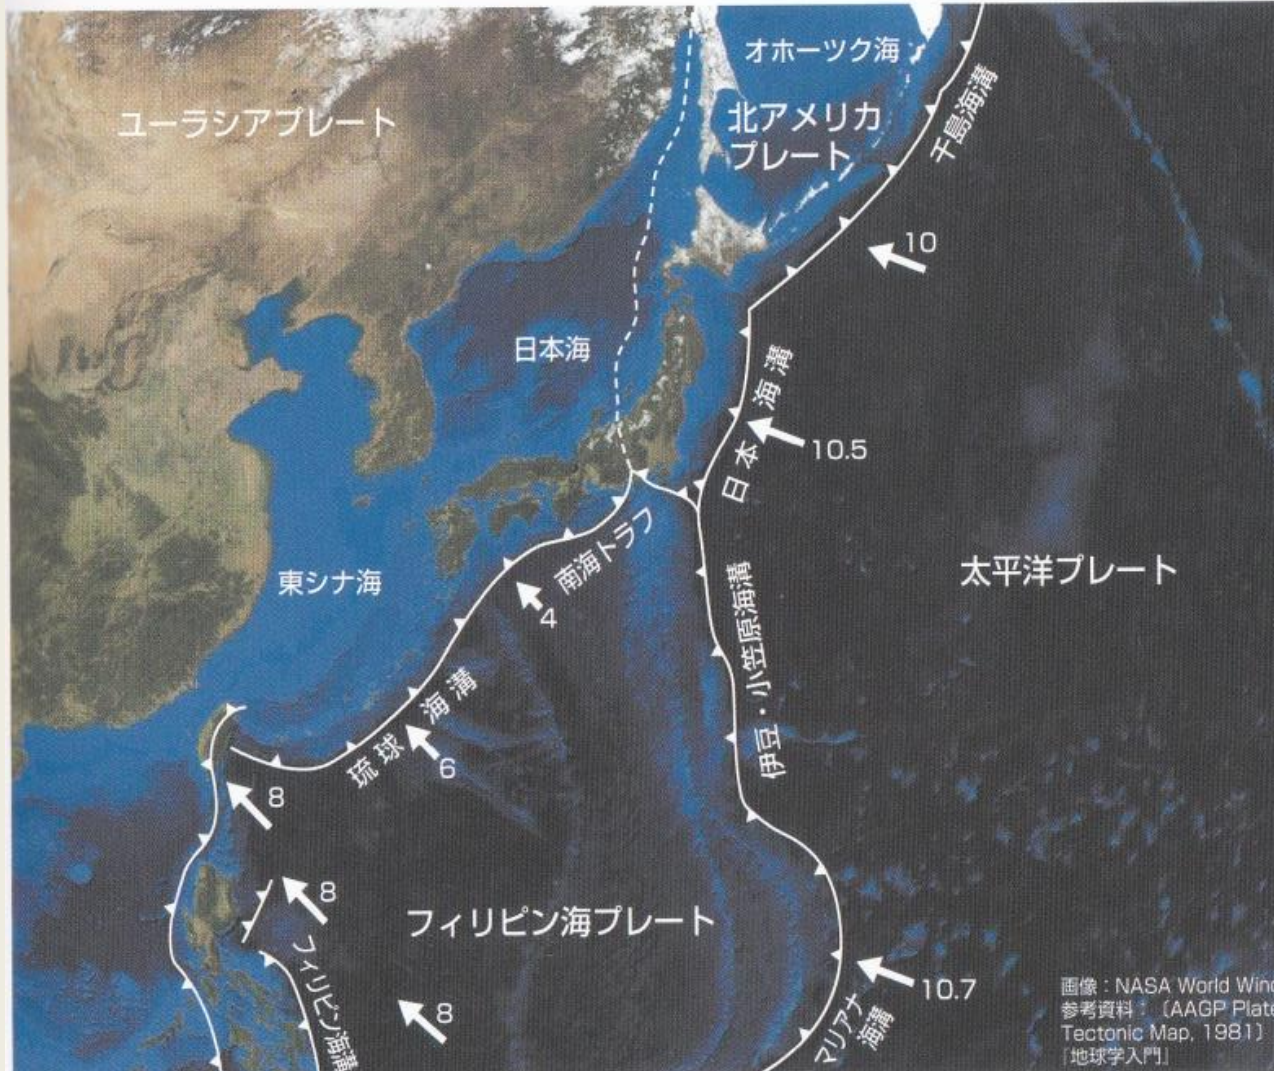 オホーツク海
千島海溝
ユーラシアプレート
北アメリカ
プレート
10
日本海
日本海溝
10.5
南海トラフ
太平洋プレート
東シナ海
4
伊豆・小笠原海溝
琉球海溝
6
8
8
フィリピン海プレート
フィリピン海溝
8
10.7
マリアナ
海溝
画像:NASA World Wind
参考資料:〔AAGP Plate
Tectonic Map, 1981〕
『地球学入門』